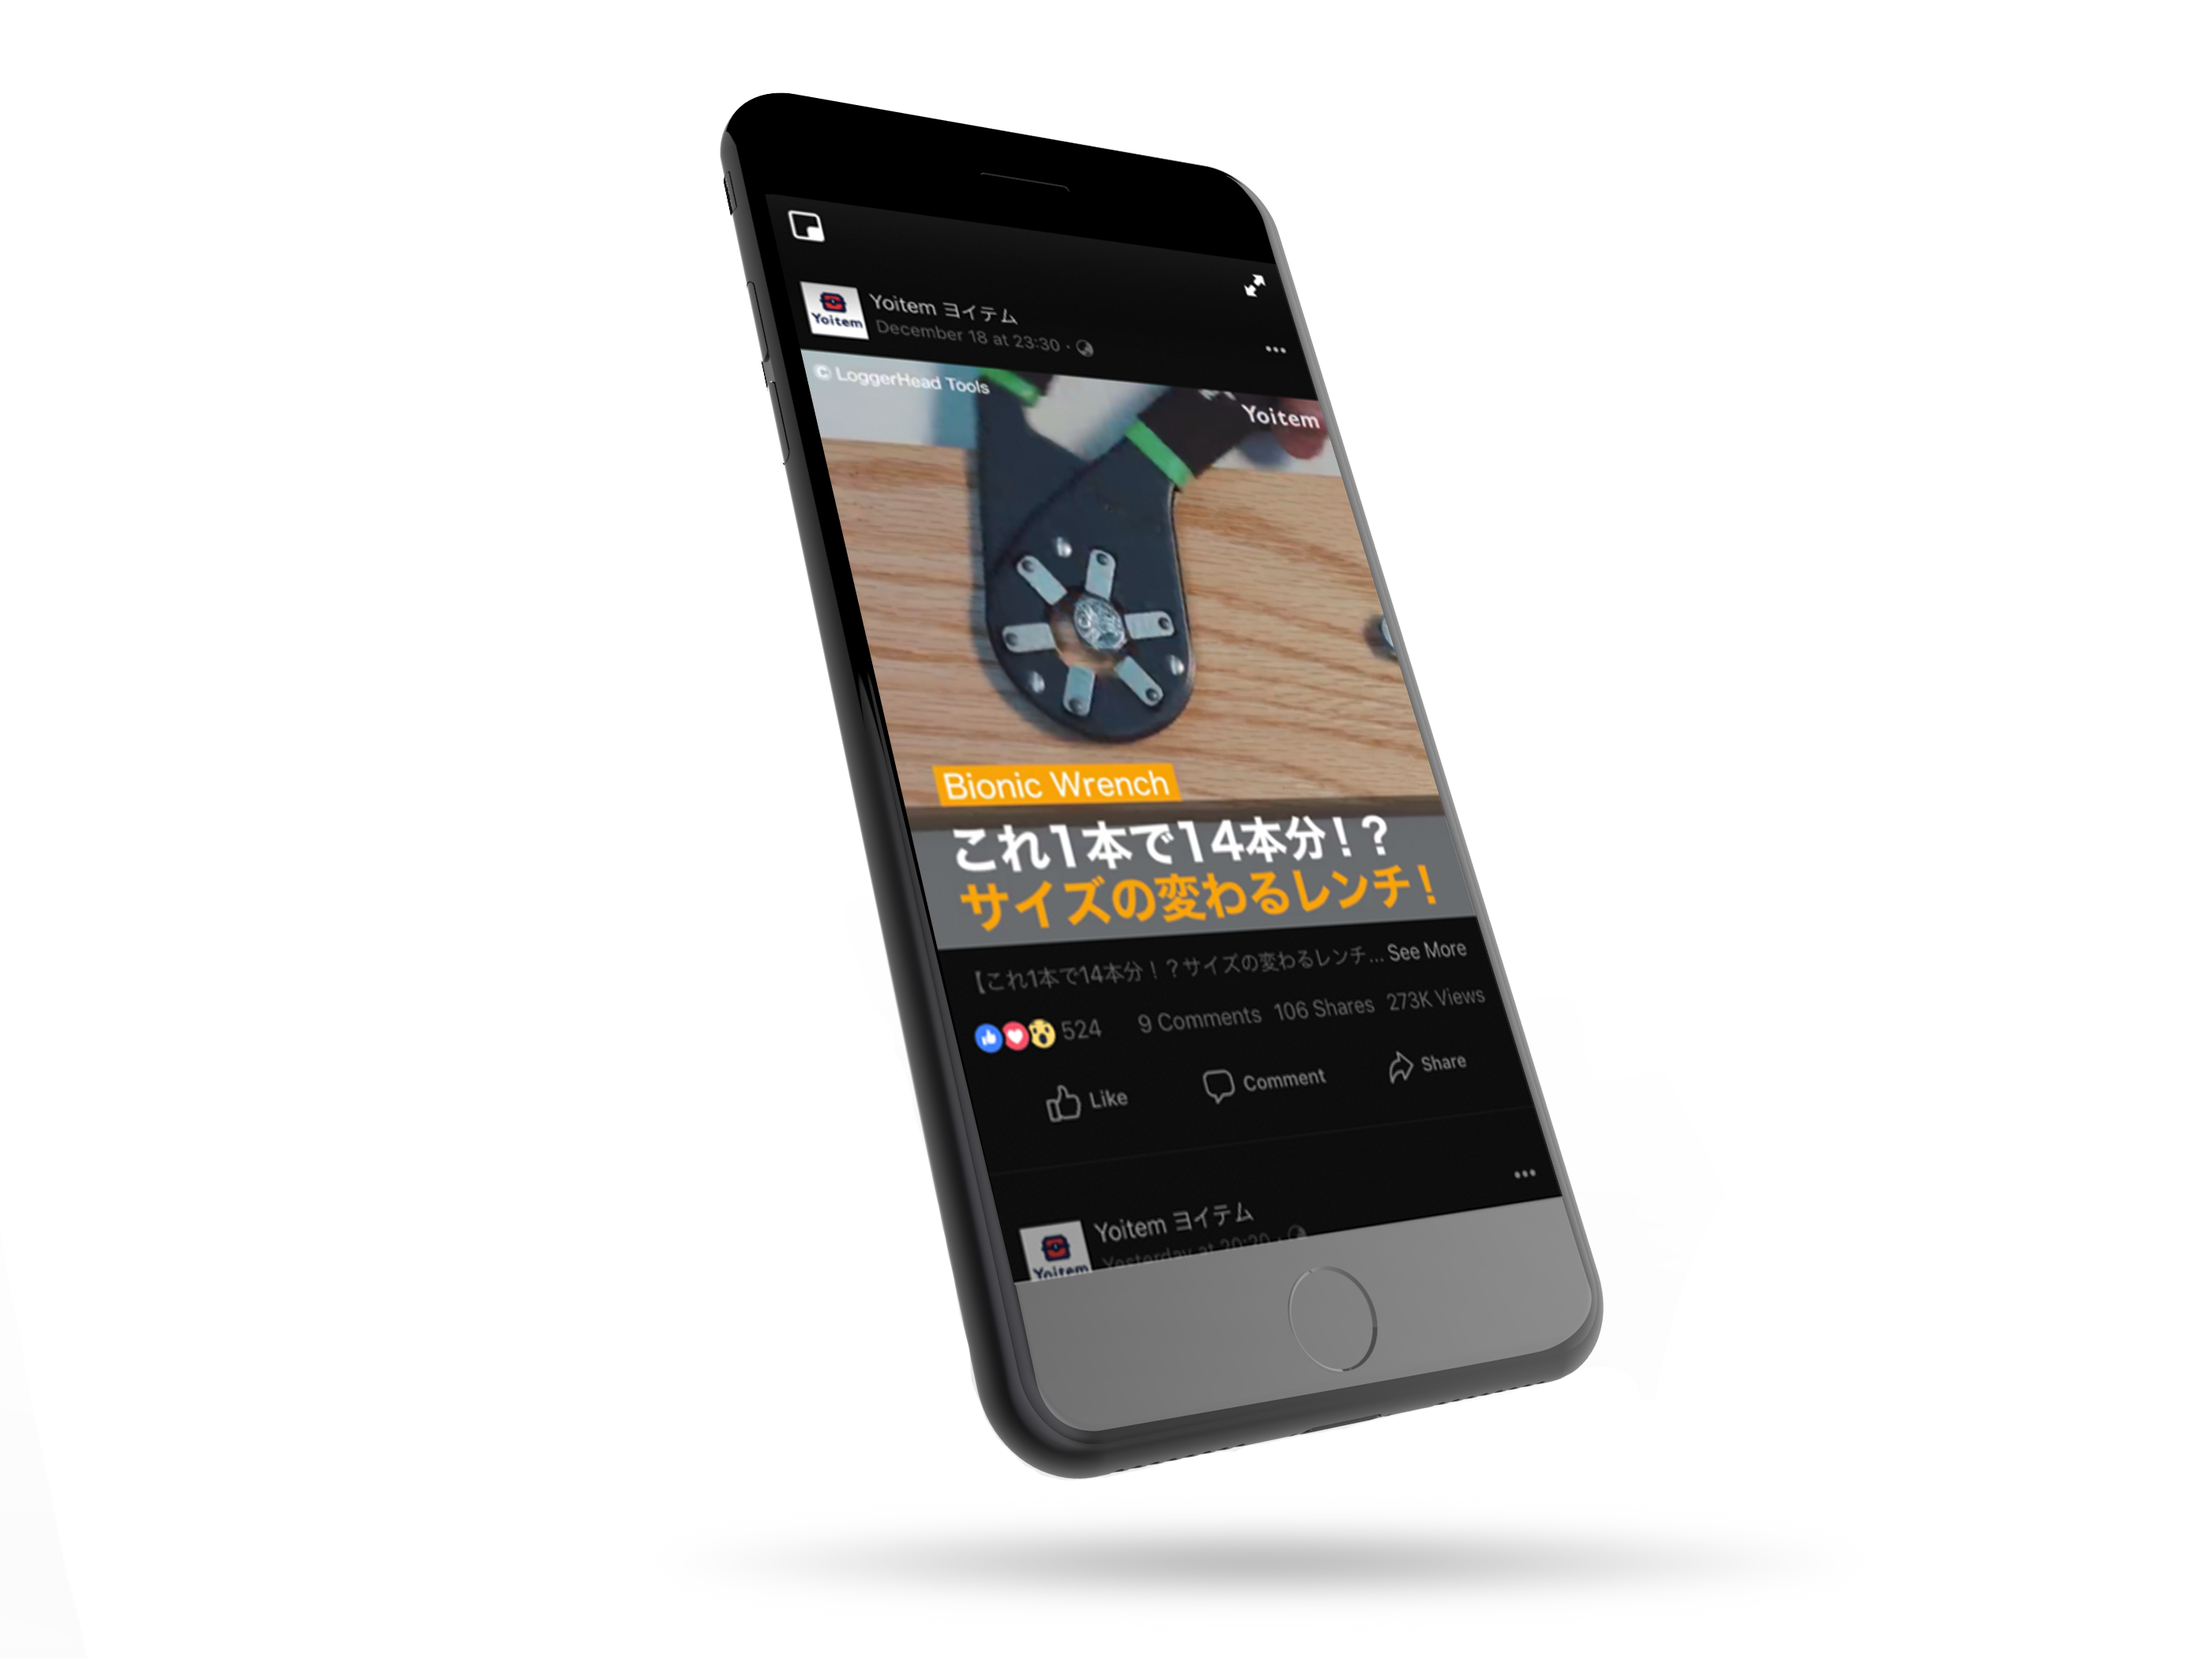 Yoitem
Yoitem ヨイテム
December 18 at 23:30 ·
© LoggerHead Tools
Yoitem
Bionic Wrench
これ1本で14本分！？
サイズの変わるレンチ！
【これ1本で14本分！？サイズの変わるレンチ... See More
524 9 Comments 106 Shares 273K Views
Like Comment Share
Yoitem
Yoitem ヨイテム
Yesterday at 20:20 ·